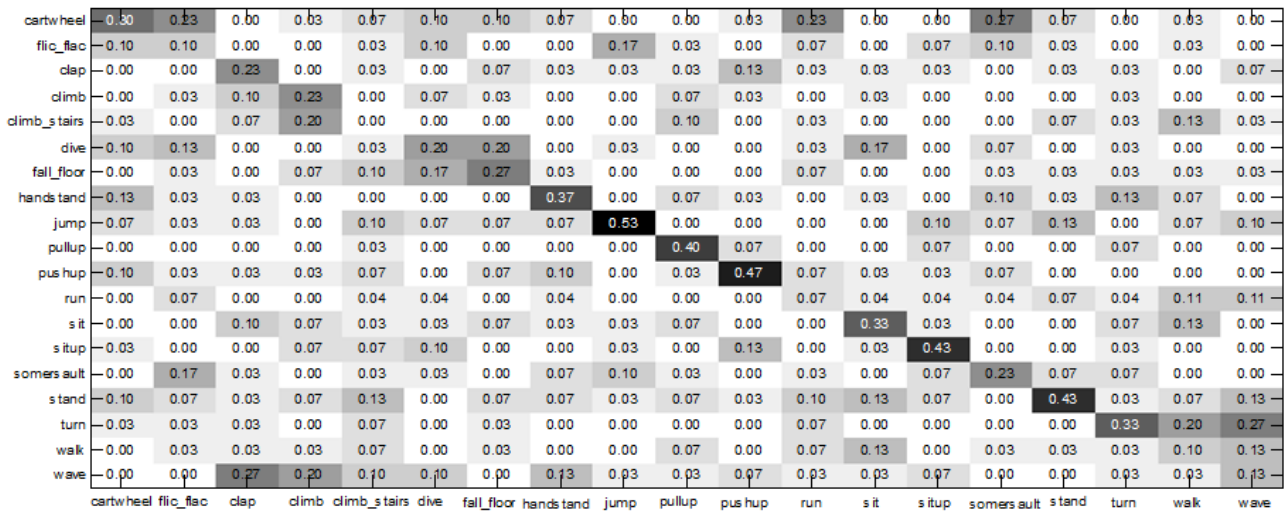 cartwheel 0.30 0.23 0.00 0.03 0.07 0.10 0.10 0.07 0.00 0.00 0.03 0.23 0.00 0.00 0.27 0.07 0.00 0.03 0.00
flic_flac 0.10 0.10 0.00 0.00 0.03 0.10 0.00 0.00 0.17 0.03 0.00 0.07 0.00 0.07 0.10 0.00 0.00 0.03 0.00
clap 0.00 0.00 0.23 0.00 0.03 0.00 0.07 0.03 0.03 0.03 0.13 0.03 0.03 0.03 0.00 0.03 0.03 0.00 0.07
climb 0.00 0.03 0.10 0.23 0.00 0.07 0.03 0.00 0.00 0.07 0.03 0.00 0.03 0.00 0.00 0.00 0.03 0.00 0.00
climb_stairs 0.03 0.00 0.07 0.20 0.00 0.00 0.00 0.00 0.00 0.10 0.00 0.03 0.00 0.00 0.00 0.07 0.03 0.13 0.03
dive 0.10 0.13 0.00 0.00 0.03 0.20 0.20 0.00 0.03 0.00 0.00 0.03 0.17 0.00 0.07 0.00 0.03 0.00 0.00
fall_floor 0.00 0.03 0.00 0.07 0.10 0.17 0.27 0.03 0.00 0.00 0.00 0.07 0.00 0.00 0.03 0.03 0.03 0.03 0.03
handstand 0.13 0.03 0.03 0.00 0.00 0.00 0.00 0.37 0.00 0.07 0.03 0.00 0.03 0.00 0.10 0.03 0.13 0.07 0.00
jump 0.07 0.03 0.03 0.00 0.10 0.07 0.07 0.07 0.53 0.00 0.00 0.00 0.00 0.10 0.07 0.13 0.00 0.07 0.10
pullup 0.00 0.00 0.00 0.00 0.03 0.00 0.00 0.00 0.00 0.40 0.07 0.00 0.00 0.07 0.00 0.00 0.07 0.00 0.00
pushup 0.10 0.03 0.03 0.03 0.07 0.00 0.07 0.10 0.00 0.03 0.47 0.07 0.03 0.03 0.07 0.00 0.00 0.00 0.00
run 0.00 0.07 0.00 0.00 0.04 0.04 0.00 0.04 0.00 0.00 0.00 0.07 0.04 0.04 0.04 0.07 0.04 0.11 0.11
sit 0.00 0.00 0.10 0.07 0.03 0.03 0.07 0.03 0.03 0.07 0.00 0.00 0.33 0.03 0.00 0.00 0.07 0.13 0.00
situp 0.03 0.00 0.00 0.07 0.07 0.10 0.00 0.00 0.03 0.00 0.13 0.00 0.03 0.43 0.00 0.00 0.03 0.00 0.00
somersault 0.00 0.17 0.03 0.00 0.03 0.03 0.00 0.07 0.10 0.03 0.00 0.03 0.00 0.07 0.23 0.07 0.07 0.00 0.00
stand 0.10 0.07 0.03 0.07 0.13 0.00 0.07 0.07 0.03 0.07 0.03 0.10 0.13 0.07 0.00 0.43 0.03 0.07 0.13
turn 0.03 0.03 0.03 0.00 0.07 0.00 0.03 0.00 0.00 0.00 0.00 0.07 0.00 0.00 0.00 0.00 0.33 0.20 0.27
walk 0.00 0.03 0.03 0.03 0.07 0.00 0.03 0.00 0.00 0.07 0.00 0.07 0.13 0.00 0.03 0.03 0.03 0.10 0.13
wave 0.00 0.00 0.27 0.20 0.10 0.10 0.00 0.13 0.03 0.03 0.07 0.03 0.03 0.07 0.00 0.03 0.03 0.03 0.13
cartwheel flic_flac clap climb climb_stairs dive fall_floor handstand jump pullup pushup run sit situp somersault stand turn walk wave